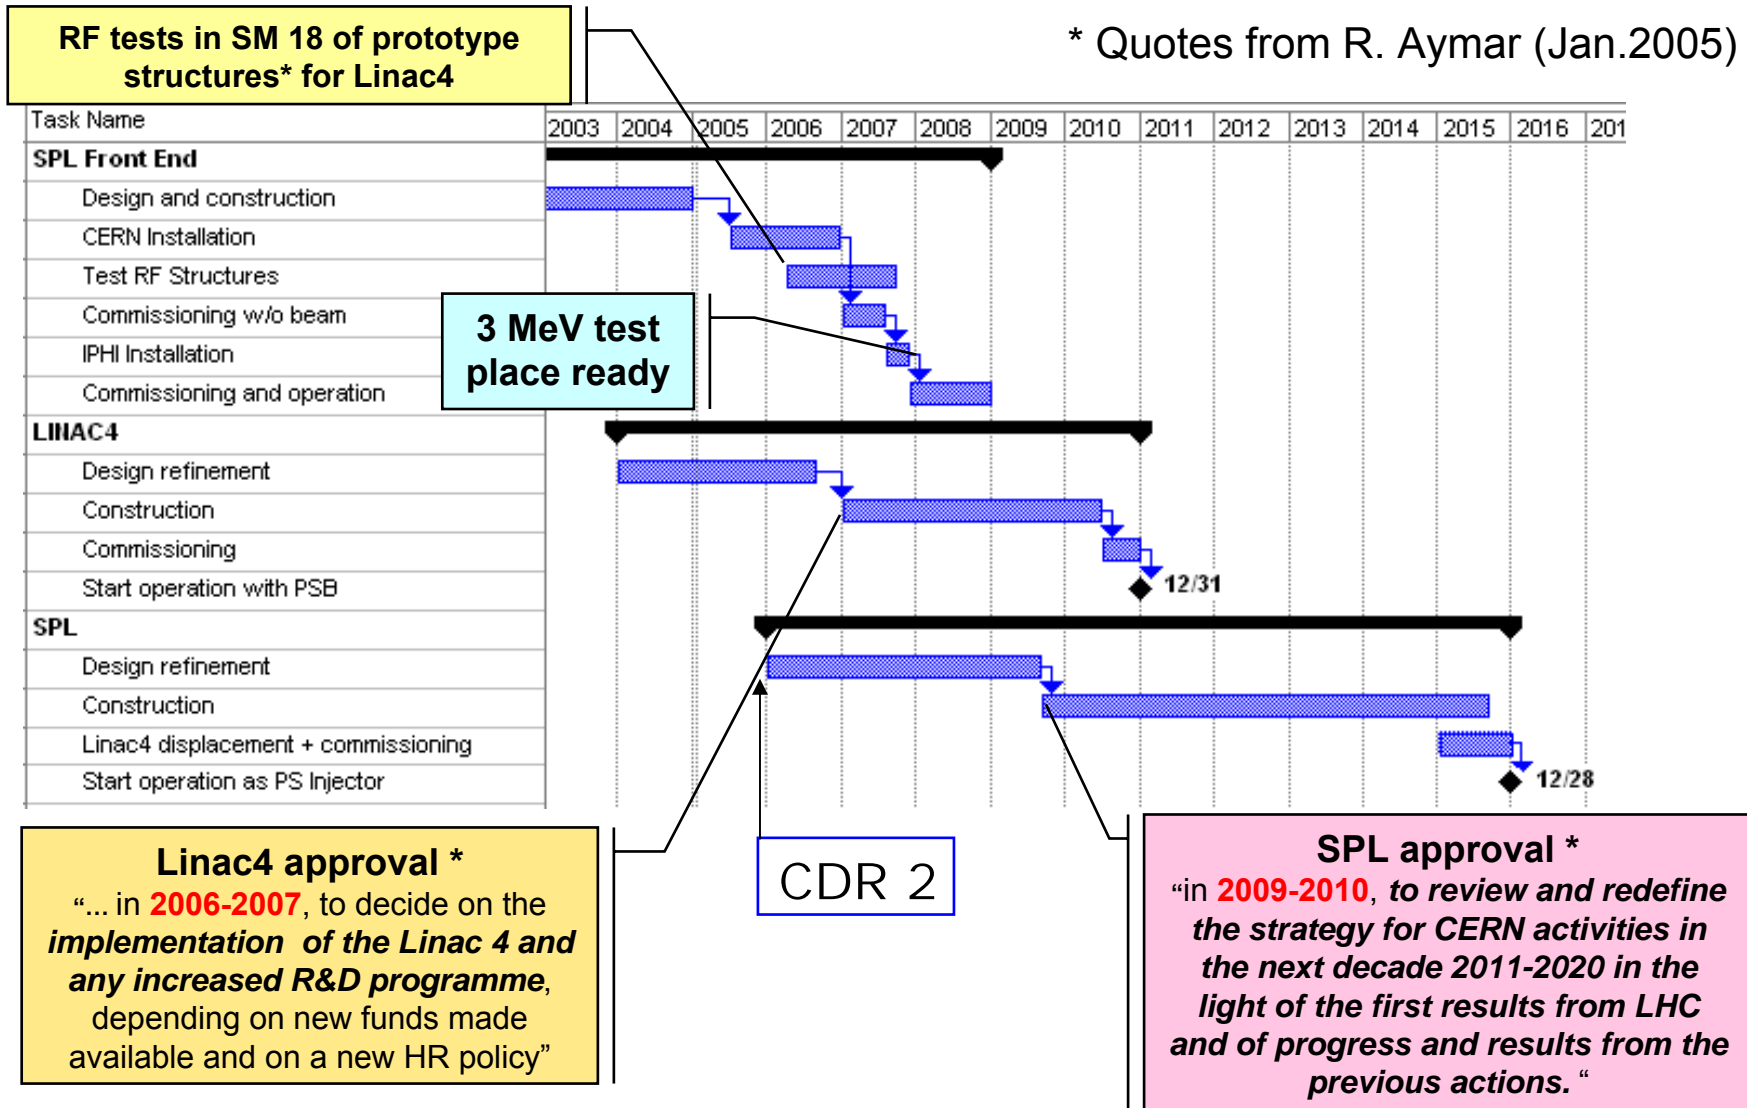 RF tests in SM 18 of prototype
structures* for Linac4
* Quotes from R. Aymar (Jan.2005)
Task Name
2003 2004 2005 2006 2007 2008 2009 2010 2011 2012 2013 2014 2015 2016 201
SPL Front End
Design and construction
CERN Installation
Test RF Structures
Commissioning w/o beam
IPHI Installation
Commissioning and operation
3 MeV test
place ready
LINAC4
Design refinement
Construction
Commissioning
Start operation with PSB
12/31
SPL
Design refinement
Construction
Linac4 displacement + commissioning
Start operation as PS Injector
12/28
Linac4 approval *
“... in 2006-2007, to decide on the
implementation of the Linac 4 and
any increased R&D programme,
depending on new funds made
available and on a new HR policy”
CDR 2
SPL approval *
“in 2009-2010, to review and redefine
the strategy for CERN activities in
the next decade 2011-2020 in the
light of the first results from LHC
and of progress and results from the
previous actions. “